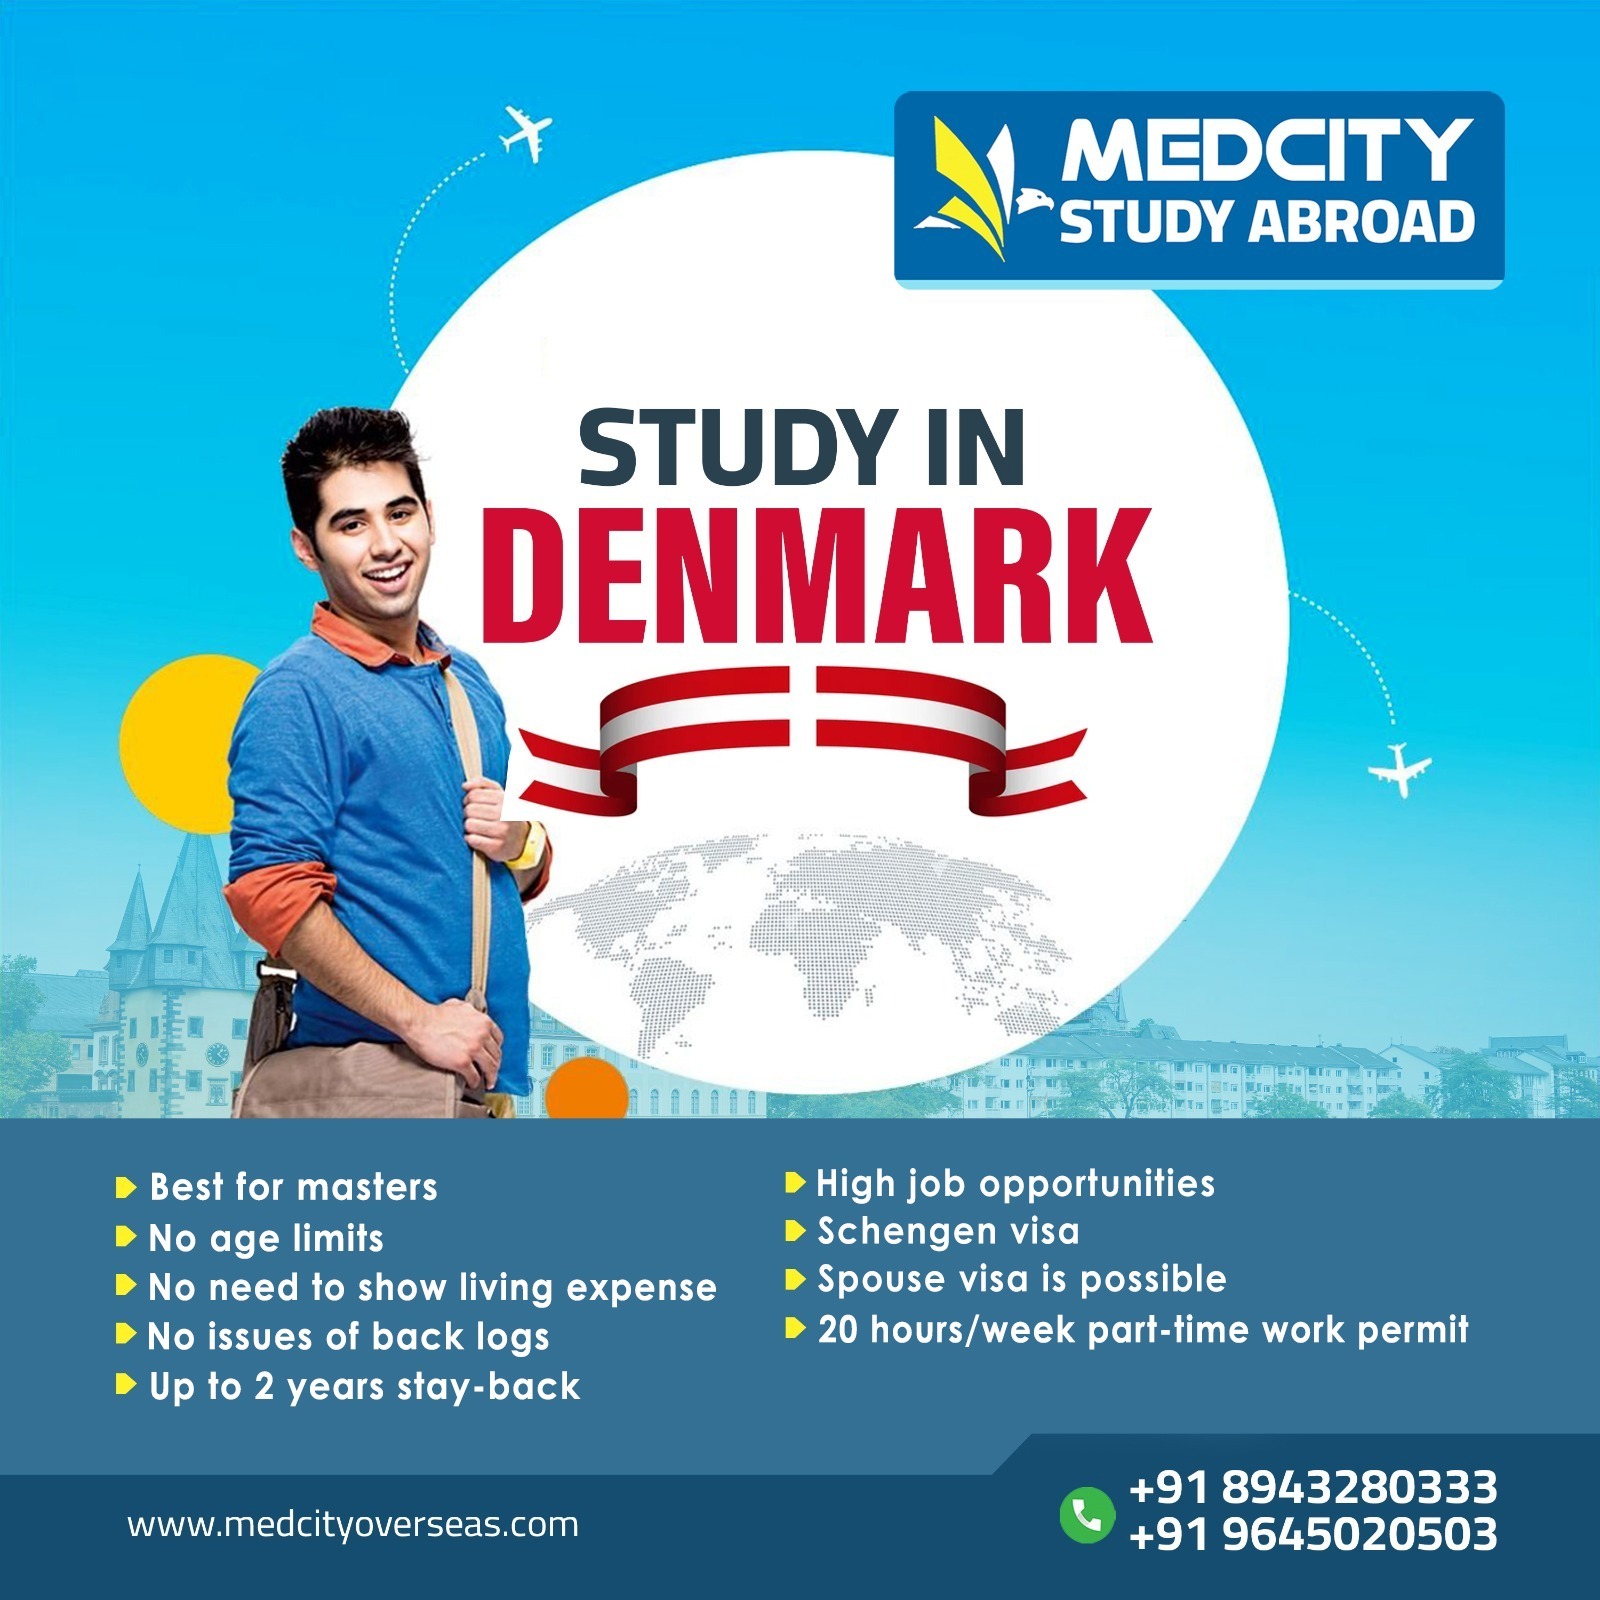 MEDCITY
STUDY ABROAD
STUDY IN
DENMARK
Best for masters
No age limits
No need to show living expense
No issues of back logs
Up to 2 years stay-back
High job opportunities
Schengen visa
Spouse visa is possible
20 hours/week part-time work permit
www.medcityoverseas.com
+91 8943280333
+91 9645020503